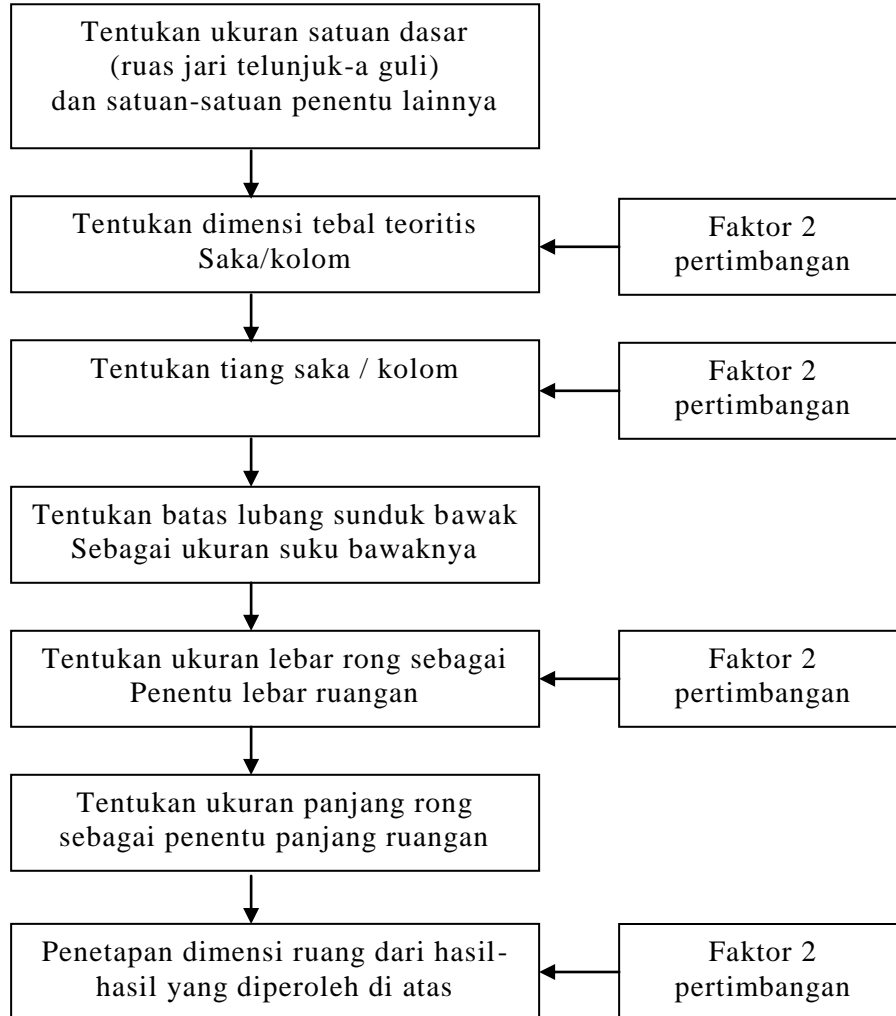 Tentukan ukuran satuan dasar
(ruas jari telunjuk-a guli)
dan satuan-satuan penentu lainnya
Tentukan dimensi tebal teoritis
Saka/kolom
Faktor 2
pertimbangan
Tentukan tiang saka / kolom
Faktor 2
pertimbangan
Tentukan batas lubang sunduk bawak
Sebagai ukuran suku bawaknya
Tentukan ukuran lebar rong sebagai
Penentu lebar ruangan
Faktor 2
pertimbangan
Tentukan ukuran panjang rong
sebagai penentu panjang ruangan
Penetapan dimensi ruang dari hasil-
hasil yang diperoleh di atas
Faktor 2
pertimbangan